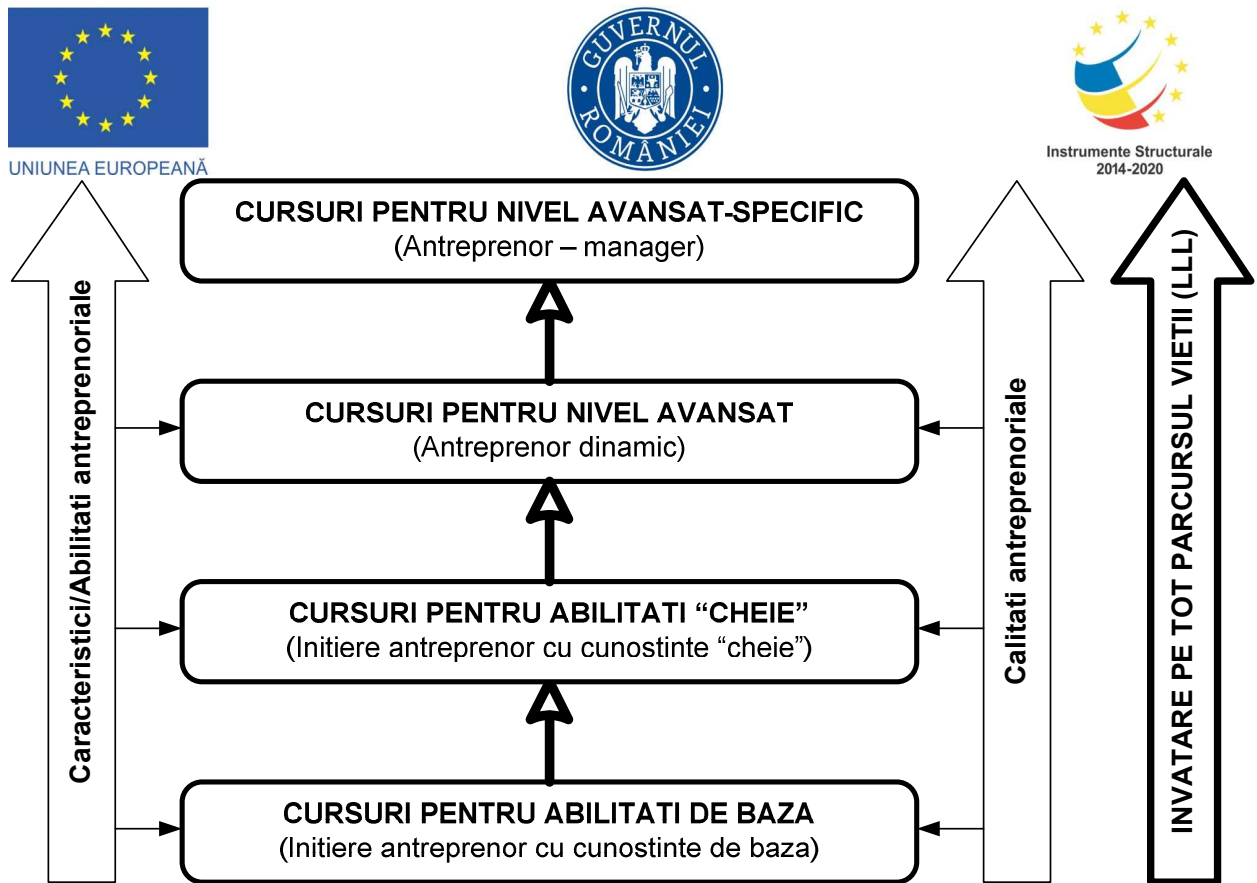 UNIUNEA EUROPEANĂ
GUVERNUL
ROMÂNIEI
Instrumente Structurale
2014-2020
CURSURI PENTRU NIVEL AVANSAT-SPECIFIC
(Antreprenor – manager)
CURSURI PENTRU NIVEL AVANSAT
(Antreprenor dinamic)
CURSURI PENTRU ABILITATI “CHEIE”
(Initiere antreprenor cu cunostinte “cheie”)
CURSURI PENTRU ABILITATI DE BAZA
(Initiere antreprenor cu cunostinte de baza)
Caracteristici/Abilitati antreprenoriale
Calitati antreprenoriale
INVATARE PE TOT PARCURSUL VIETII (LLL)